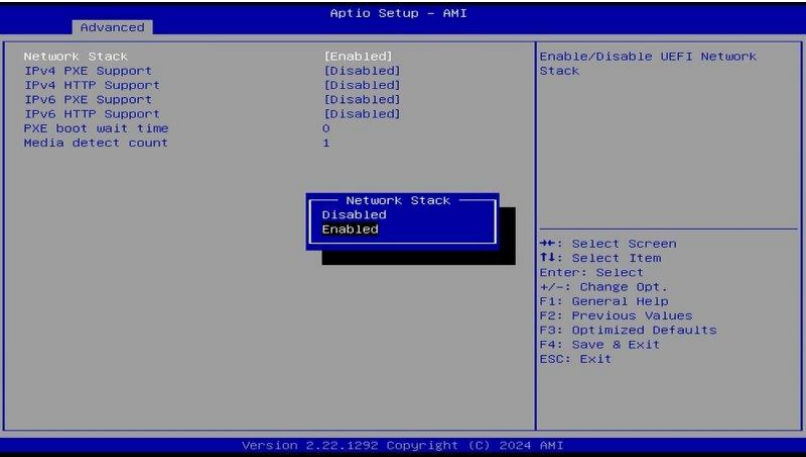 Aptio Setup - AMI
Advanced
Network Stack [Enabled]
IPv4 PXE Support [Disabled]
IPv4 HTTP Support [Disabled]
IPv6 PXE Support [Disabled]
IPv6 HTTP Support [Disabled]
PXE boot wait time 0
Media detect count 1
Enable/Disable UEFI Network
Stack
Network Stack
Disabled
Enabled
→←: Select Screen
↑↓: Select Item
Enter: Select
+/-: Change Opt.
F1: General Help
F2: Previous Values
F3: Optimized Defaults
F4: Save & Exit
ESC: Exit
Version 2.22.1292 Copyright (C) 2024 AMI